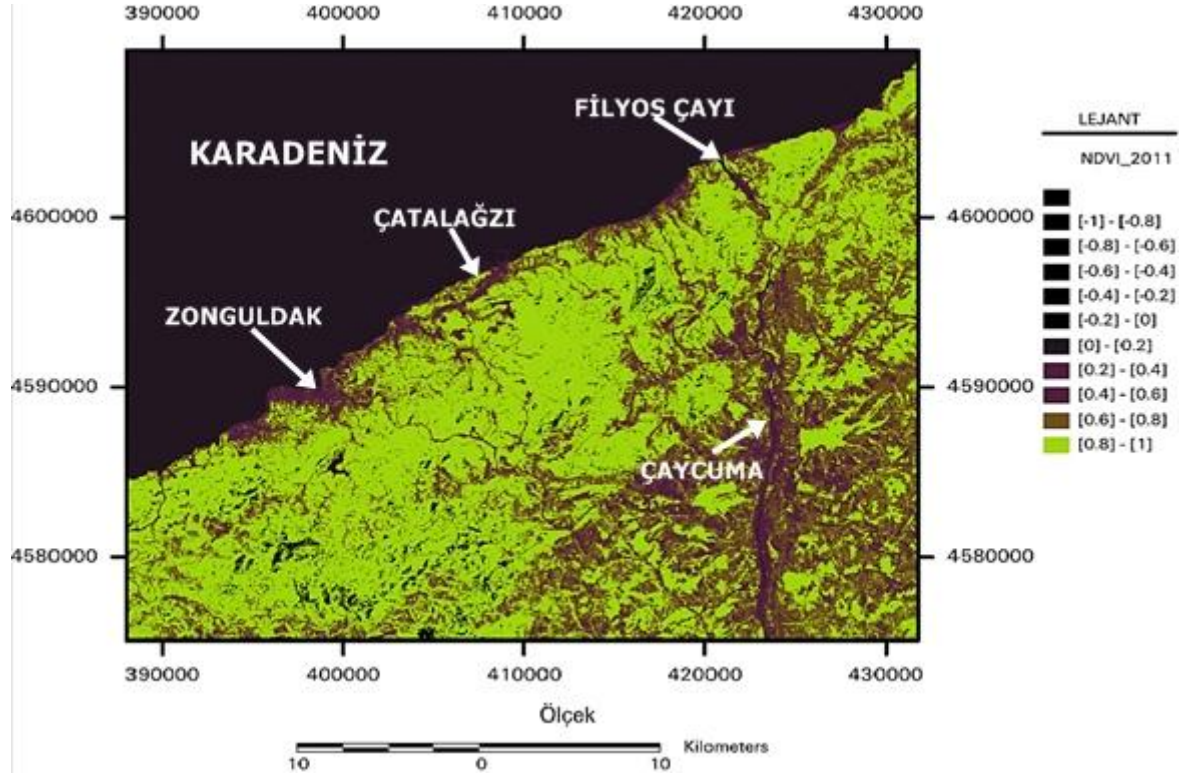 390000 400000 410000 420000 430000
FİLYOS ÇAYI
KARADENİZ
ÇATALAĞZI
ZONGULDAK
ÇAYCUMA
4600000 4600000
4590000 4590000
4580000 4580000
390000 400000 410000 420000 430000
Ölçek
10 0 10 Kilometers
LEJANT
NDVI_2011
[-1] - [-0.8]
[-0.8] - [-0.6]
[-0.6] - [-0.4]
[-0.4] - [-0.2]
[-0.2] - [0]
[0] - [0.2]
[0.2] - [0.4]
[0.4] - [0.6]
[0.6] - [0.8]
[0.8] - [1]